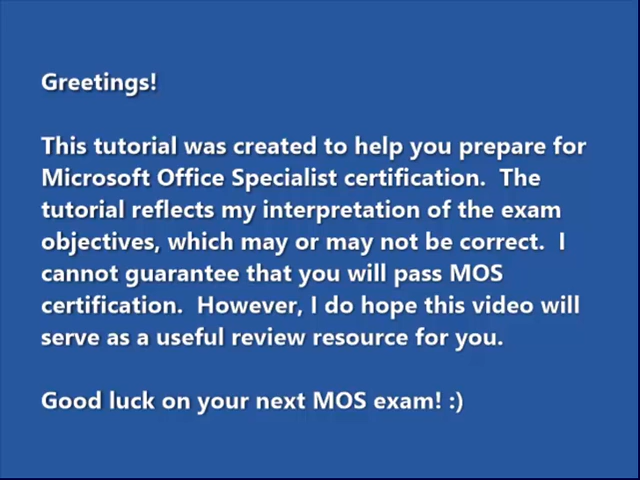 Greetings!
This tutorial was created to help you prepare for
Microsoft Office Specialist certification.  The
tutorial reflects my interpretation of the exam
objectives, which may or may not be correct.  I
cannot guarantee that you will pass MOS
certification.  However, I do hope this video will
serve as a useful review resource for you.
Good luck on your next MOS exam! :)